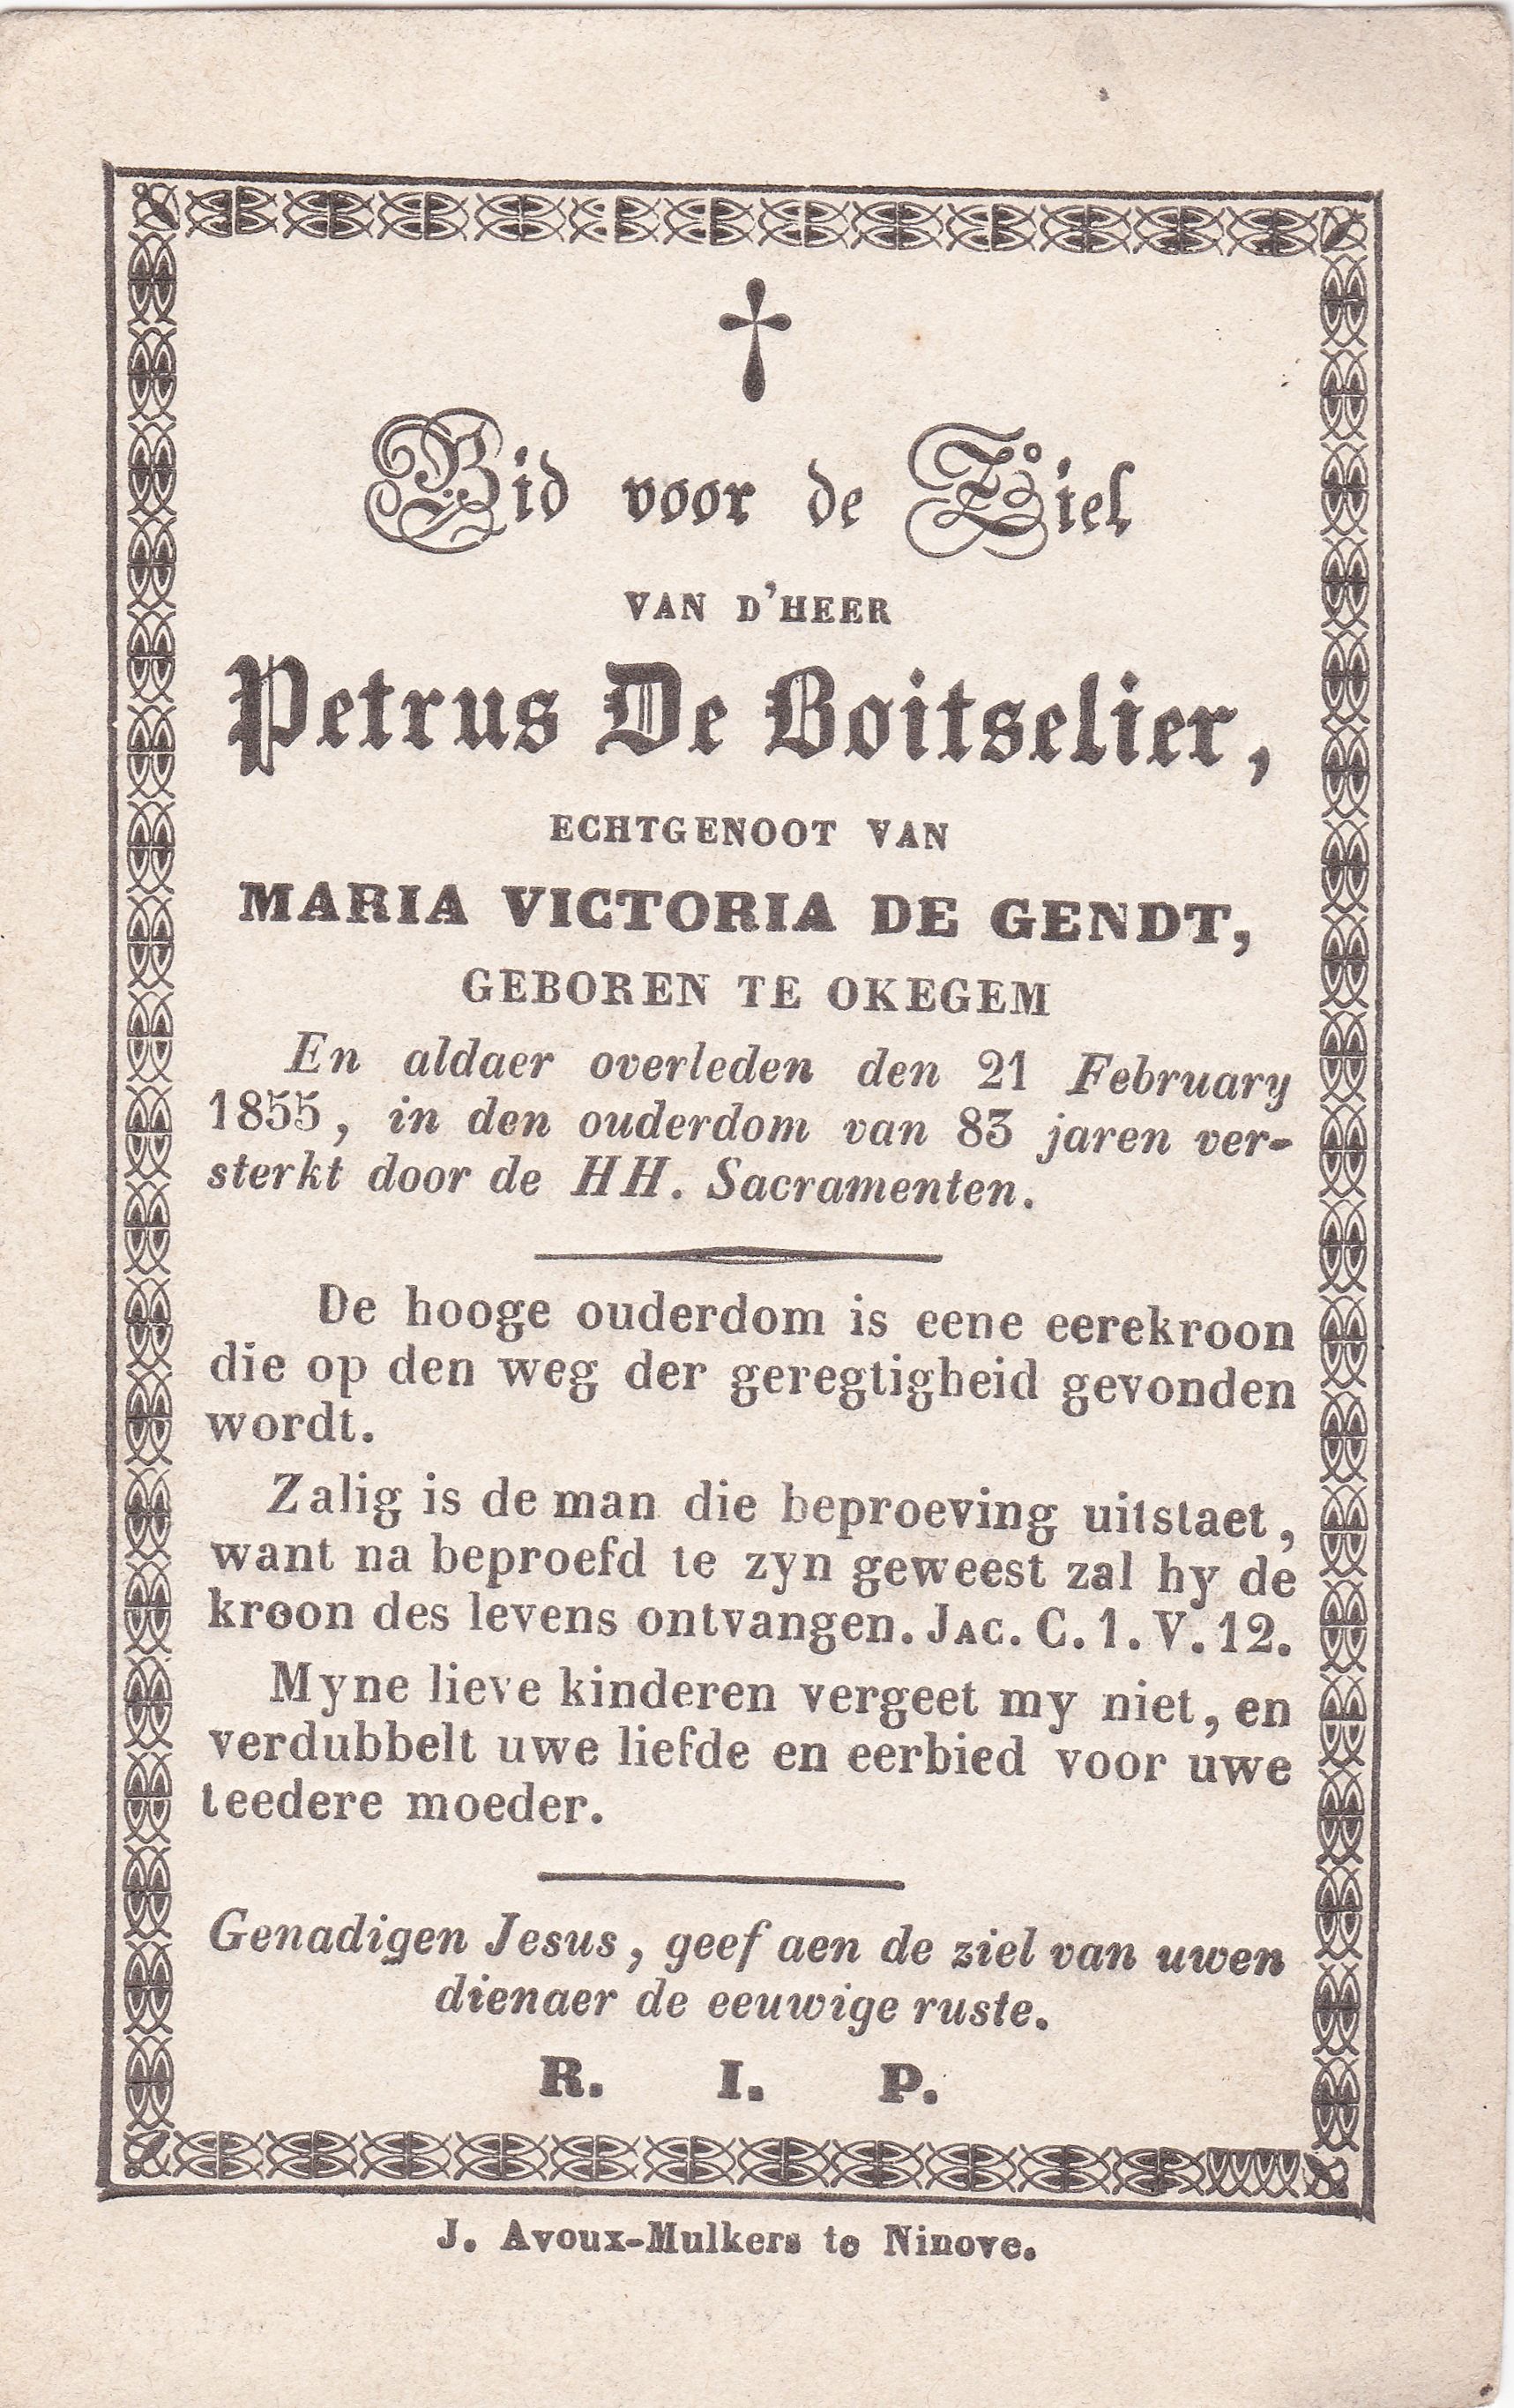 Bid voor de Ziel
VAN D'HEER
Petrus De Boitselier,
ECHTGENOOT VAN
MARIA VICTORIA DE GENDT,
GEBOREN TE OKEGEM
En aldaer overleden den 21 February
1855, in den ouderdom van 83 jaren ver-
sterkt door de HH. Sacramenten.
De hooge ouderdom is eene eerekroon
die op den weg der geregtigheid gevonden
wordt.
Zalig is de man die beproeving uitstaet,
want na beproefd te zyn geweest zal hy de
kroon des levens ontvangen. JAC. C. 1. V. 12.
Myne lieve kinderen vergeet my niet, en
verdubbelt uwe liefde en eerbied voor uwe
teedere moeder.
Genadigen Jesus, geef aen de ziel van uwen
dienaer de eeuwige ruste.
R. I. P.
J. Avoux-Mulkers te Ninove.